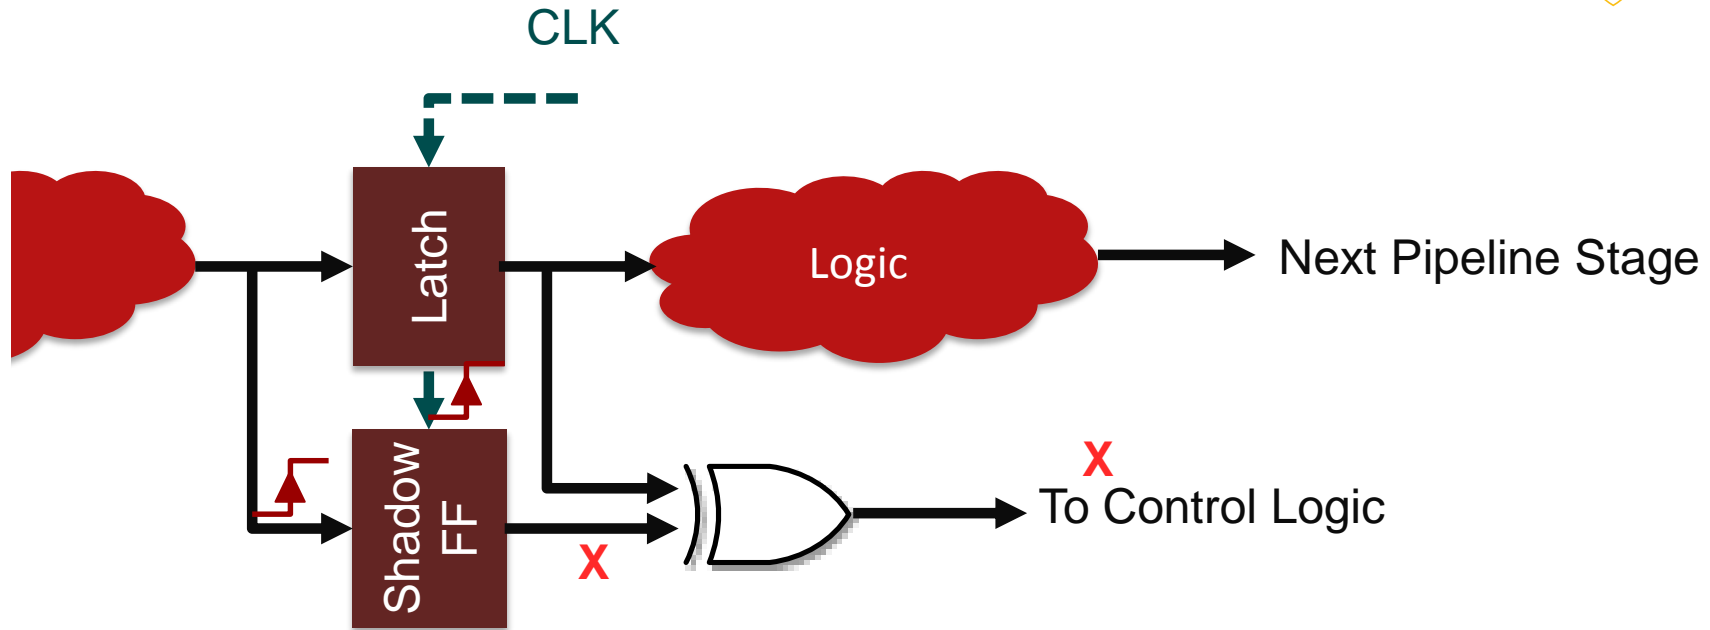 CLK
Latch
Logic
Next Pipeline Stage
Shadow
FF
X
To Control Logic
X